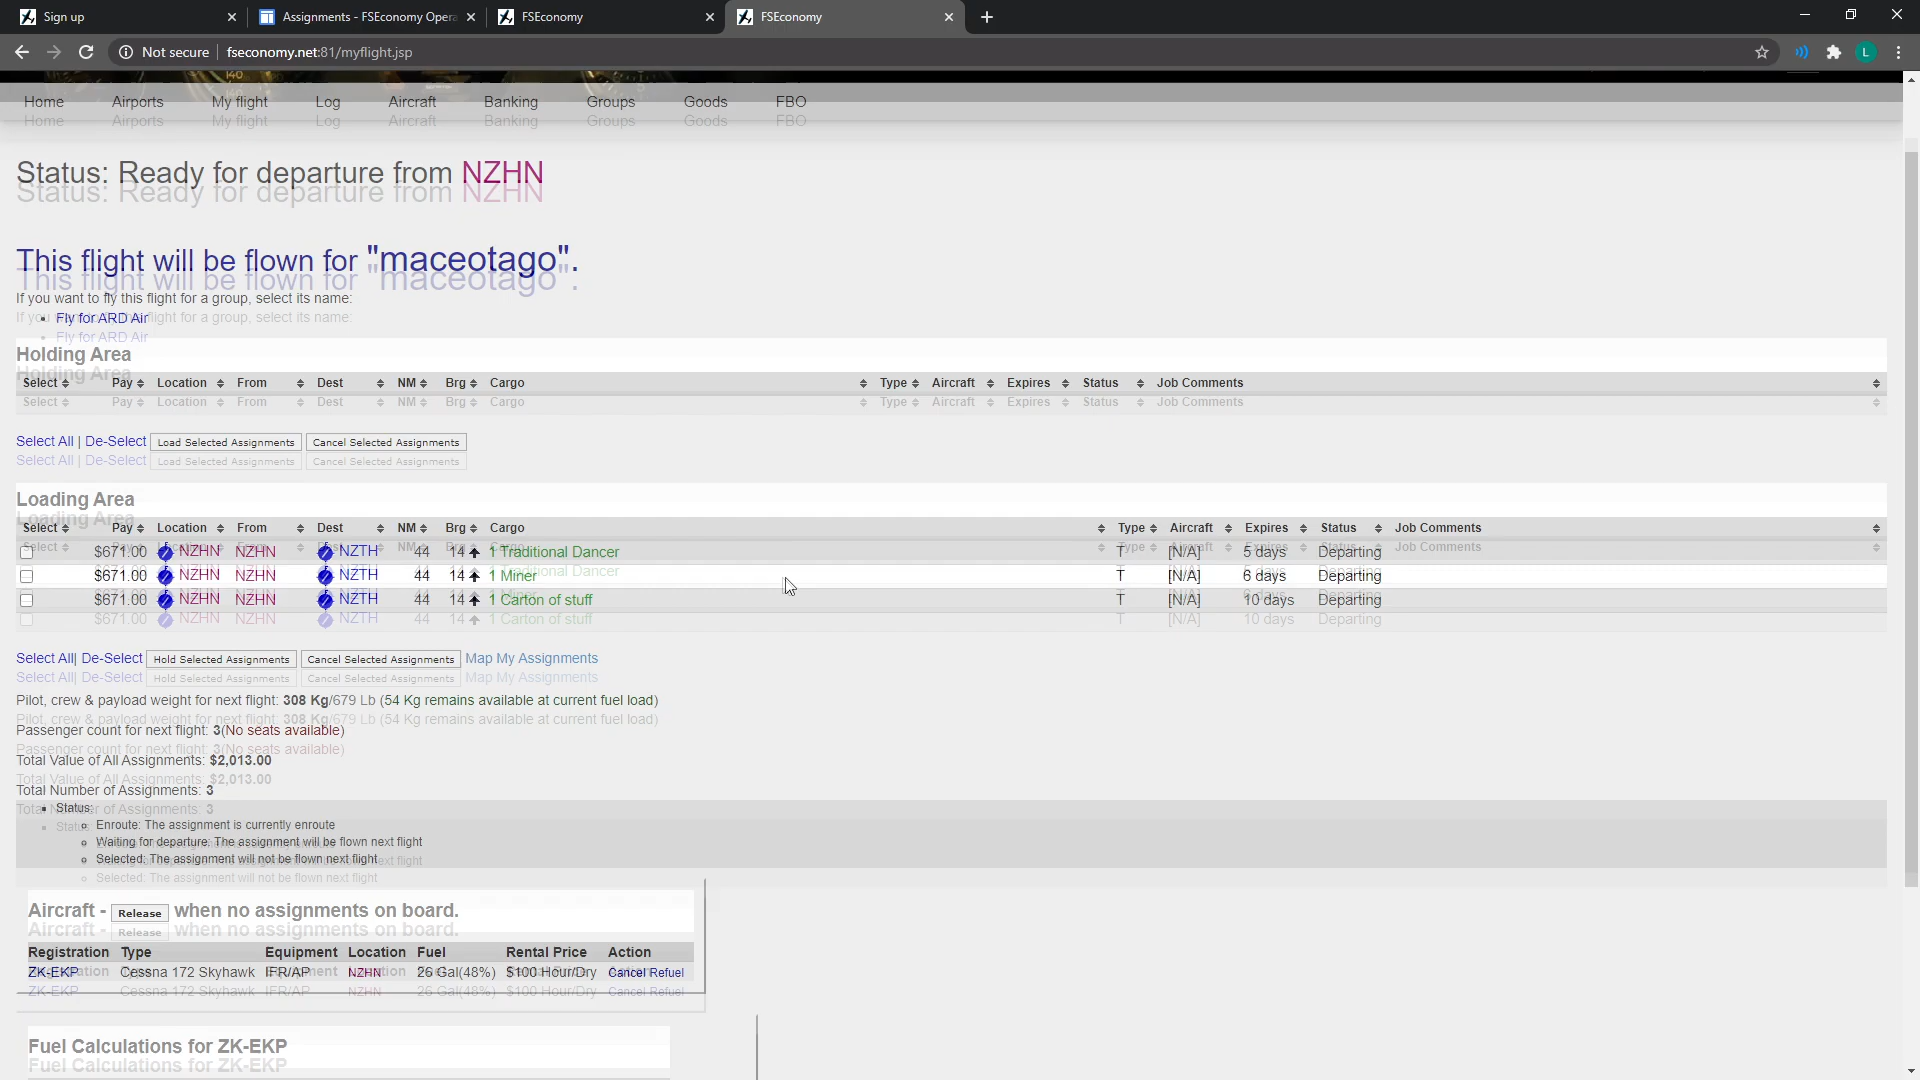 Sign up
Assignments - FSEconomy Opera
FSEconomy
FSEconomy
Not secure fseconomy.net:81/myflight.jsp
L
Home Airports My flight Log Aircraft Banking Groups Goods FBO
Status: Ready for departure from NZHN
This flight will be flown for "maceotago".
If you want to fly this flight for a group, select its name:
Fly for ARD Air
Holding Area
Select Pay Location From Dest NM Brg Cargo Type Aircraft Expires Status Job Comments
Select All | De-Select Load Selected Assignments Cancel Selected Assignments
Loading Area
Select Pay Location From Dest NM Brg Cargo Type Aircraft Expires Status Job Comments
$671.00 NZHN NZHN NZTH 44 14 1 Traditional Dancer T [N/A] 5 days Departing
$671.00 NZHN NZHN NZTH 44 14 1 Miner T [N/A] 6 days Departing
$671.00 NZHN NZHN NZTH 44 14 1 Carton of stuff T [N/A] 10 days Departing
Select All| De-Select Hold Selected Assignments Cancel Selected Assignments Map My Assignments
Pilot, crew & payload weight for next flight: 308 Kg/679 Lb (54 Kg remains available at current fuel load)
Passenger count for next flight: 3(No seats available)
Total Value of All Assignments: $2,013.00
Total Number of Assignments: 3
Status:
Enroute: The assignment is currently enroute
Waiting for departure: The assignment will be flown next flight
Selected: The assignment will not be flown next flight
Aircraft - Release when no assignments on board.
Registration Type Equipment Location Fuel Rental Price Action
ZK-EKP Cessna 172 Skyhawk IFR/AP NZHN 26 Gal(48%) $100 Hour/Dry Cancel Refuel
Fuel Calculations for ZK-EKP